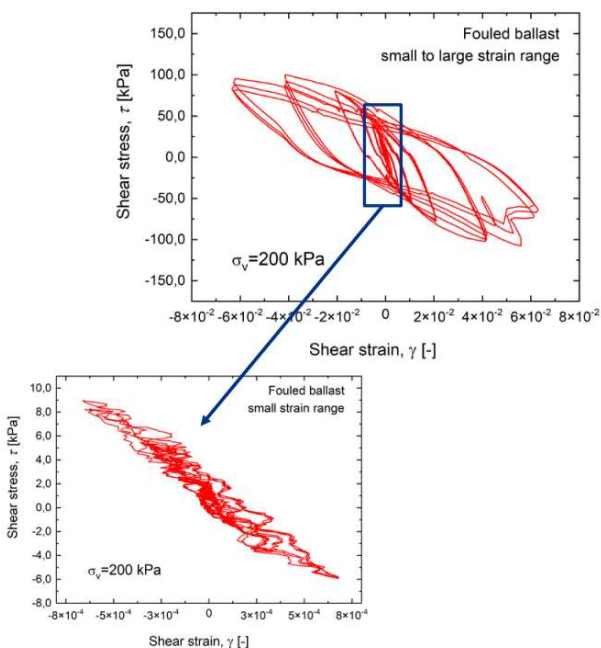 Fouled ballast
small to large strain range
150,0
100,0
50,0
0,0
-50,0
-100,0
-150,0
Shear stress, τ [kPa]
σᵥ=200 kPa
-8×10⁻² -6×10⁻² -4×10⁻² -2×10⁻² 0 2×10⁻² 4×10⁻² 6×10⁻² 8×10⁻²
Shear strain, γ [-]
Fouled ballast
small strain range
10,0
8,0
6,0
4,0
2,0
0,0
-2,0
-4,0
-6,0
-8,0
Shear stress, τ [kPa]
σᵥ=200 kPa
-8×10⁻⁴ -5×10⁻⁴ -3×10⁻⁴ 0 3×10⁻⁴ 5×10⁻⁴ 8×10⁻⁴
Shear strain, γ [-]